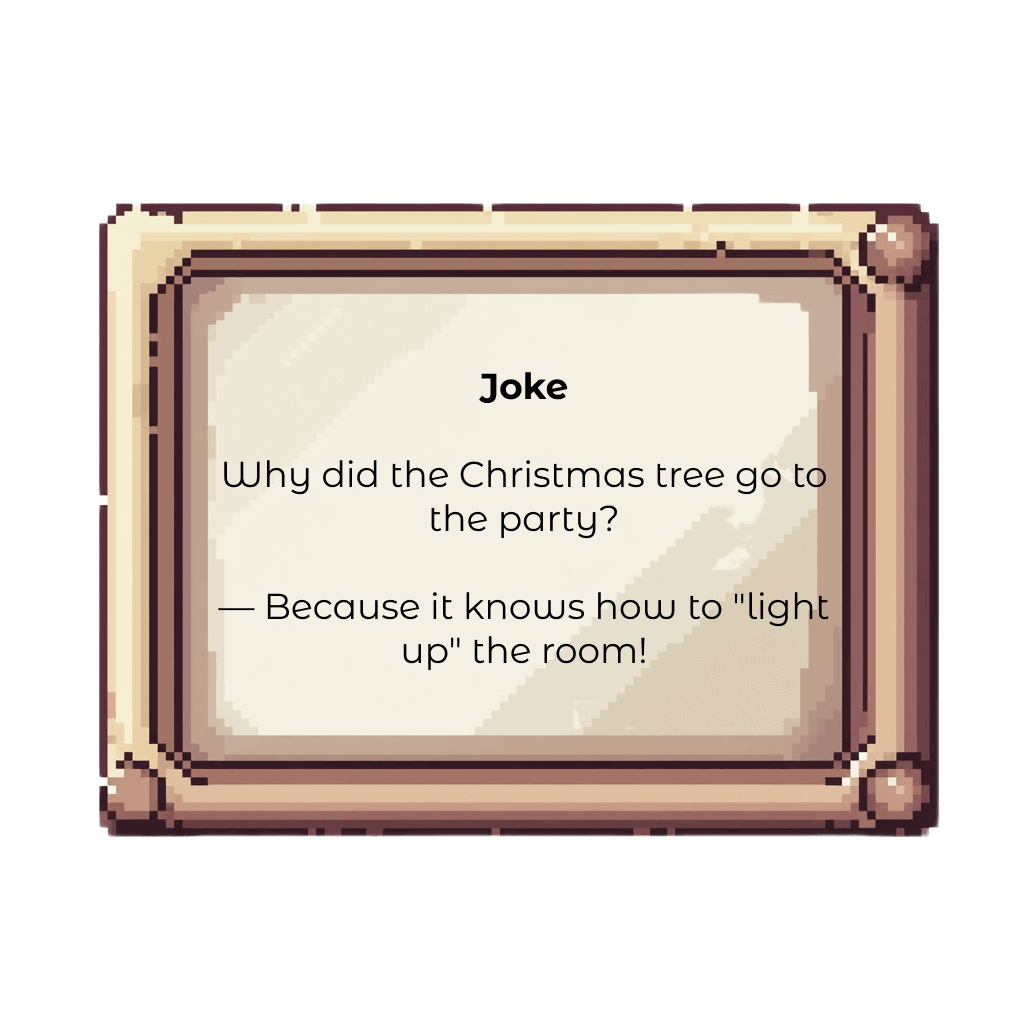 Joke
Why did the Christmas tree go to
the party?
— Because it knows how to "light
up" the room!